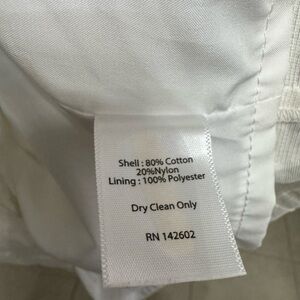 Shell : 80% Cotton
20%Nylon
Lining : 100% Polyester
Dry Clean Only
RN 142602